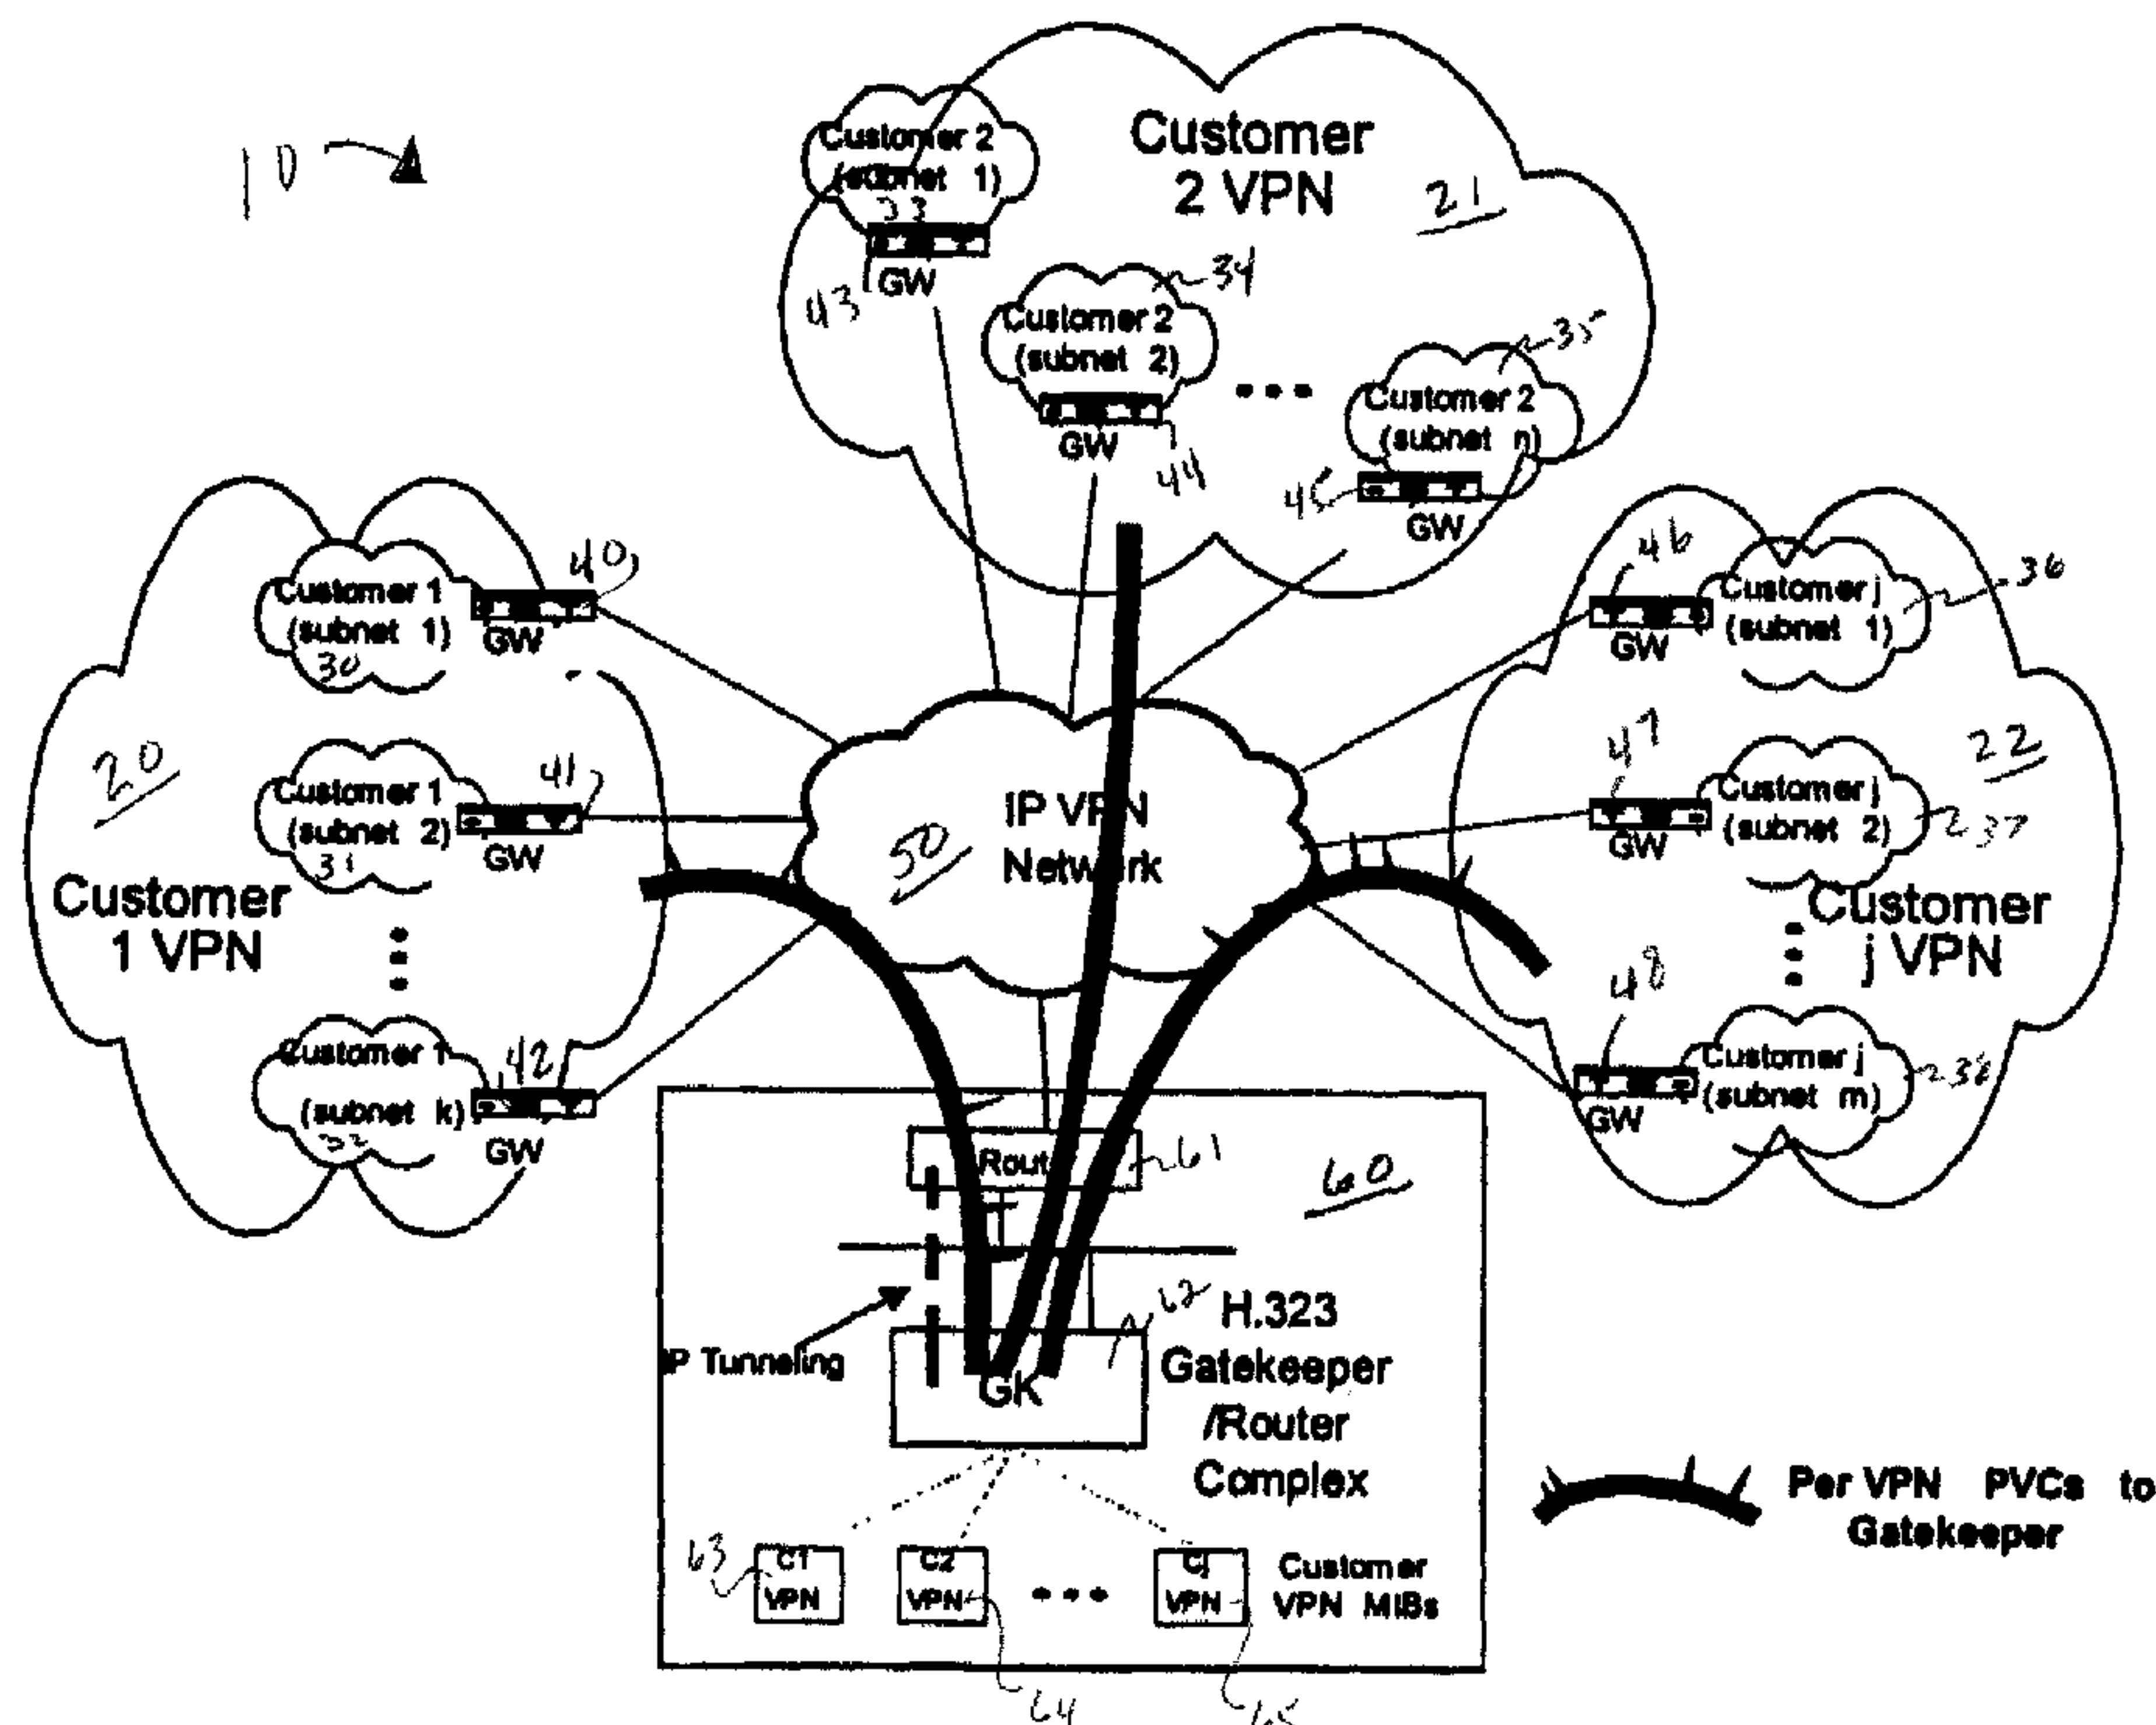 10
Customer
2 VPN
21
Customer 2
(subnet 1)
33
GW
43
34
Customer 2
(subnet 2)
GW
44
35
Customer 2
(subnet n)
45
GW
Customer 1
(subnet 1)
30
40
GW
20
Customer 1
(subnet 2)
31
41
GW
Customer
1 VPN
Customer 1
(subnet k)
32
42
GW
IP VPN
Network
50
46
GW
Customer j
(subnet 1)
36
47
GW
Customer j
(subnet 2)
37
22
Customer
j VPN
48
GW
Customer j
(subnet m)
38
Rout
61
60
IP Tunneling
GK
62
H.323
Gatekeeper
/Router
Complex
63
C1
VPN
C2
VPN
64
Cj
VPN
65
Customer
VPN MIBs
Per VPN PVCs to
Gatekeeper